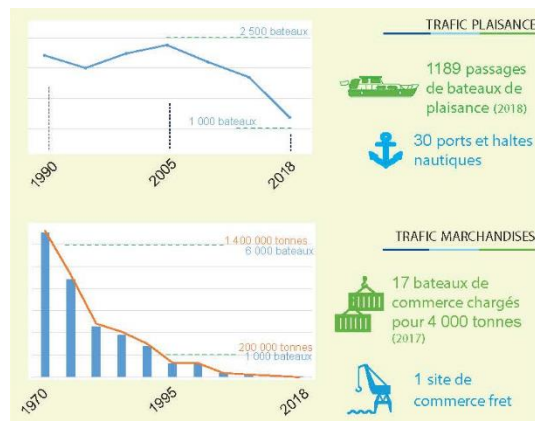 2 500 bateaux
1 000 bateaux
1990
2005
2018
TRAFIC PLAISANCE
1189 passages
de bateaux de
plaisance (2018)
30 ports et haltes
nautiques
1 400 000 tonnes
6 000 bateaux
200 000 tonnes
1 000 bateaux
1970
1995
2018
TRAFIC MARCHANDISES
17 bateaux de
commerce chargés
pour 4 000 tonnes
(2017)
1 site de
commerce fret